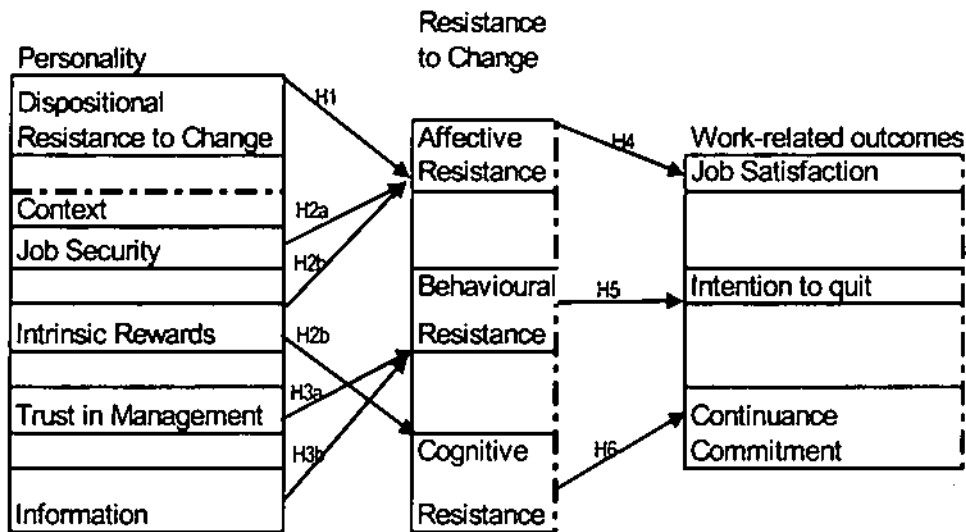 Personality
Dispositional
Resistance to Change
Context
Job Security
Intrinsic Rewards
Trust in Management
Information
H1
H2a
H2b
H2b
H3a
H3b
Resistance
to Change
Affective
Resistance
Behavioural
Resistance
Cognitive
Resistance
H4
H5
H6
Work-related outcomes
Job Satisfaction
Intention to quit
Continuance
Commitment